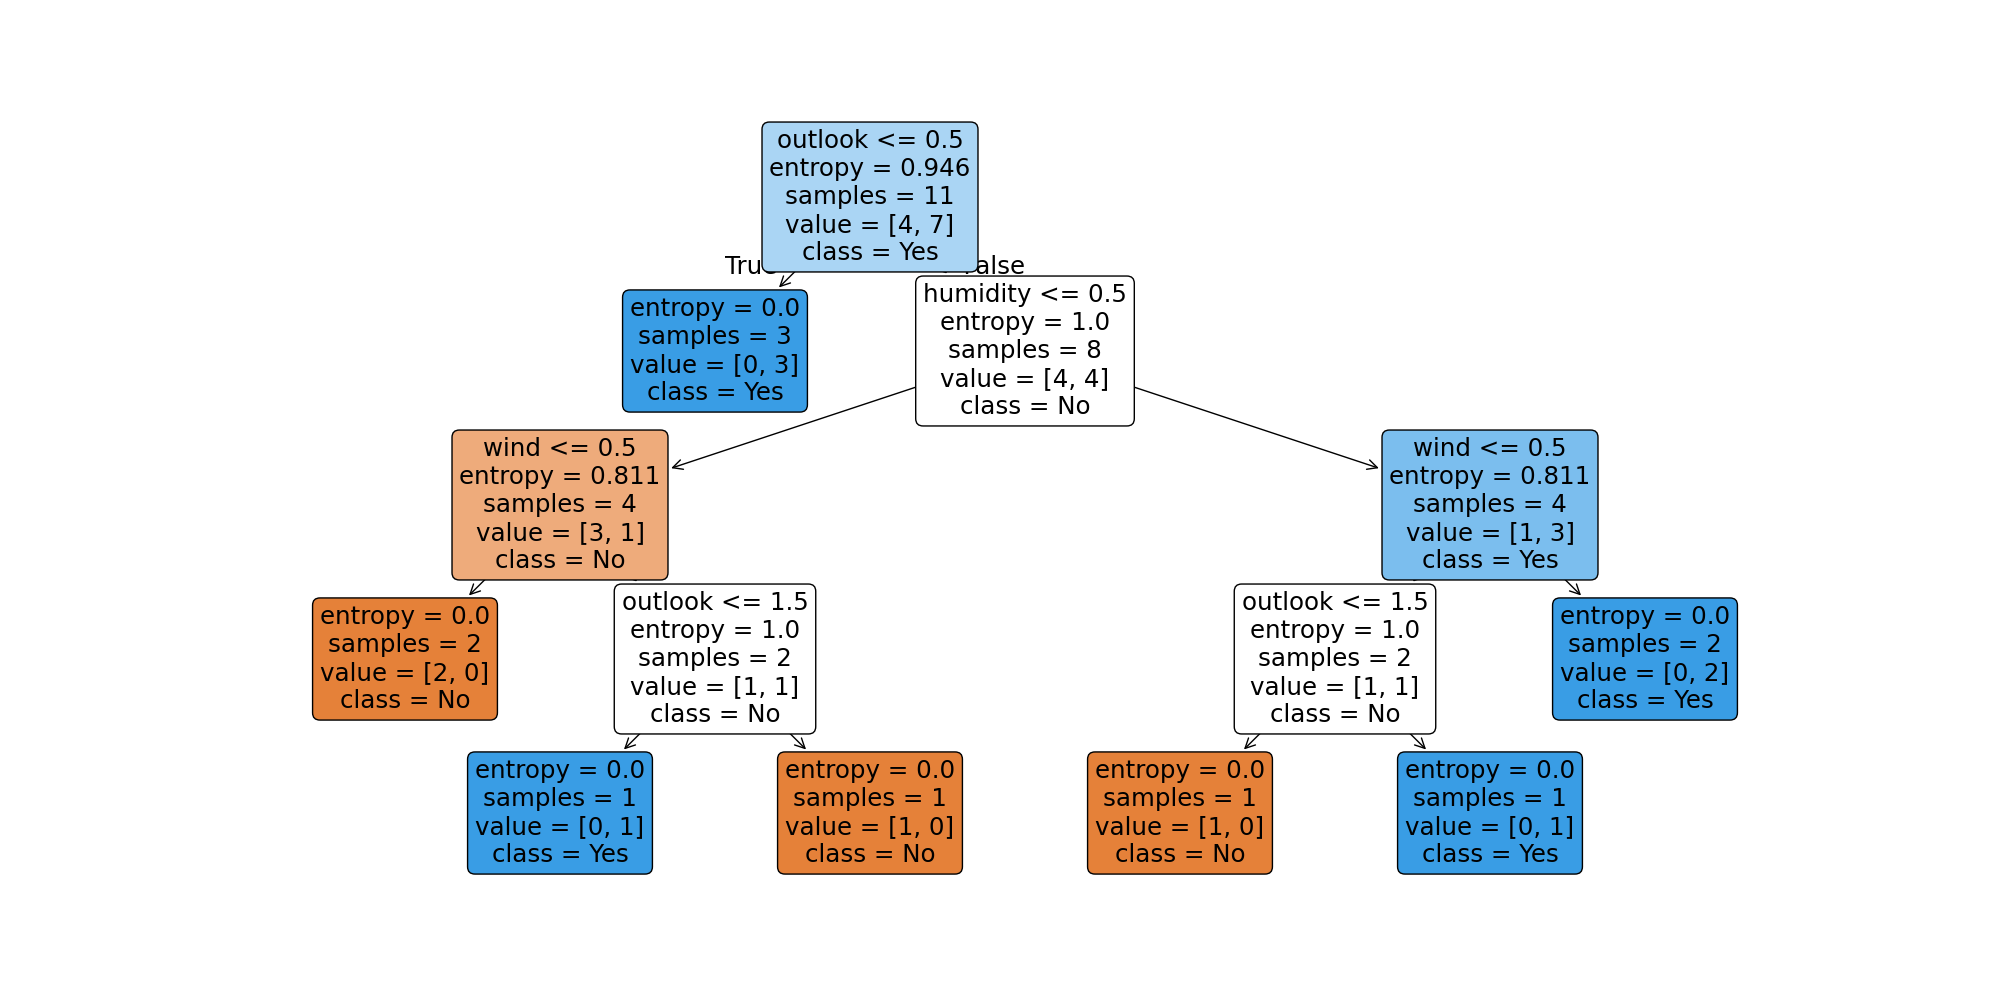 outlook <= 0.5
entropy = 0.946
samples = 11
value = [4, 7]
class = Yes
True
False
entropy = 0.0
samples = 3
value = [0, 3]
class = Yes
humidity <= 0.5
entropy = 1.0
samples = 8
value = [4, 4]
class = No
wind <= 0.5
entropy = 0.811
samples = 4
value = [3, 1]
class = No
wind <= 0.5
entropy = 0.811
samples = 4
value = [1, 3]
class = Yes
entropy = 0.0
samples = 2
value = [2, 0]
class = No
outlook <= 1.5
entropy = 1.0
samples = 2
value = [1, 1]
class = No
outlook <= 1.5
entropy = 1.0
samples = 2
value = [1, 1]
class = No
entropy = 0.0
samples = 2
value = [0, 2]
class = Yes
entropy = 0.0
samples = 1
value = [0, 1]
class = Yes
entropy = 0.0
samples = 1
value = [1, 0]
class = No
entropy = 0.0
samples = 1
value = [1, 0]
class = No
entropy = 0.0
samples = 1
value = [0, 1]
class = Yes